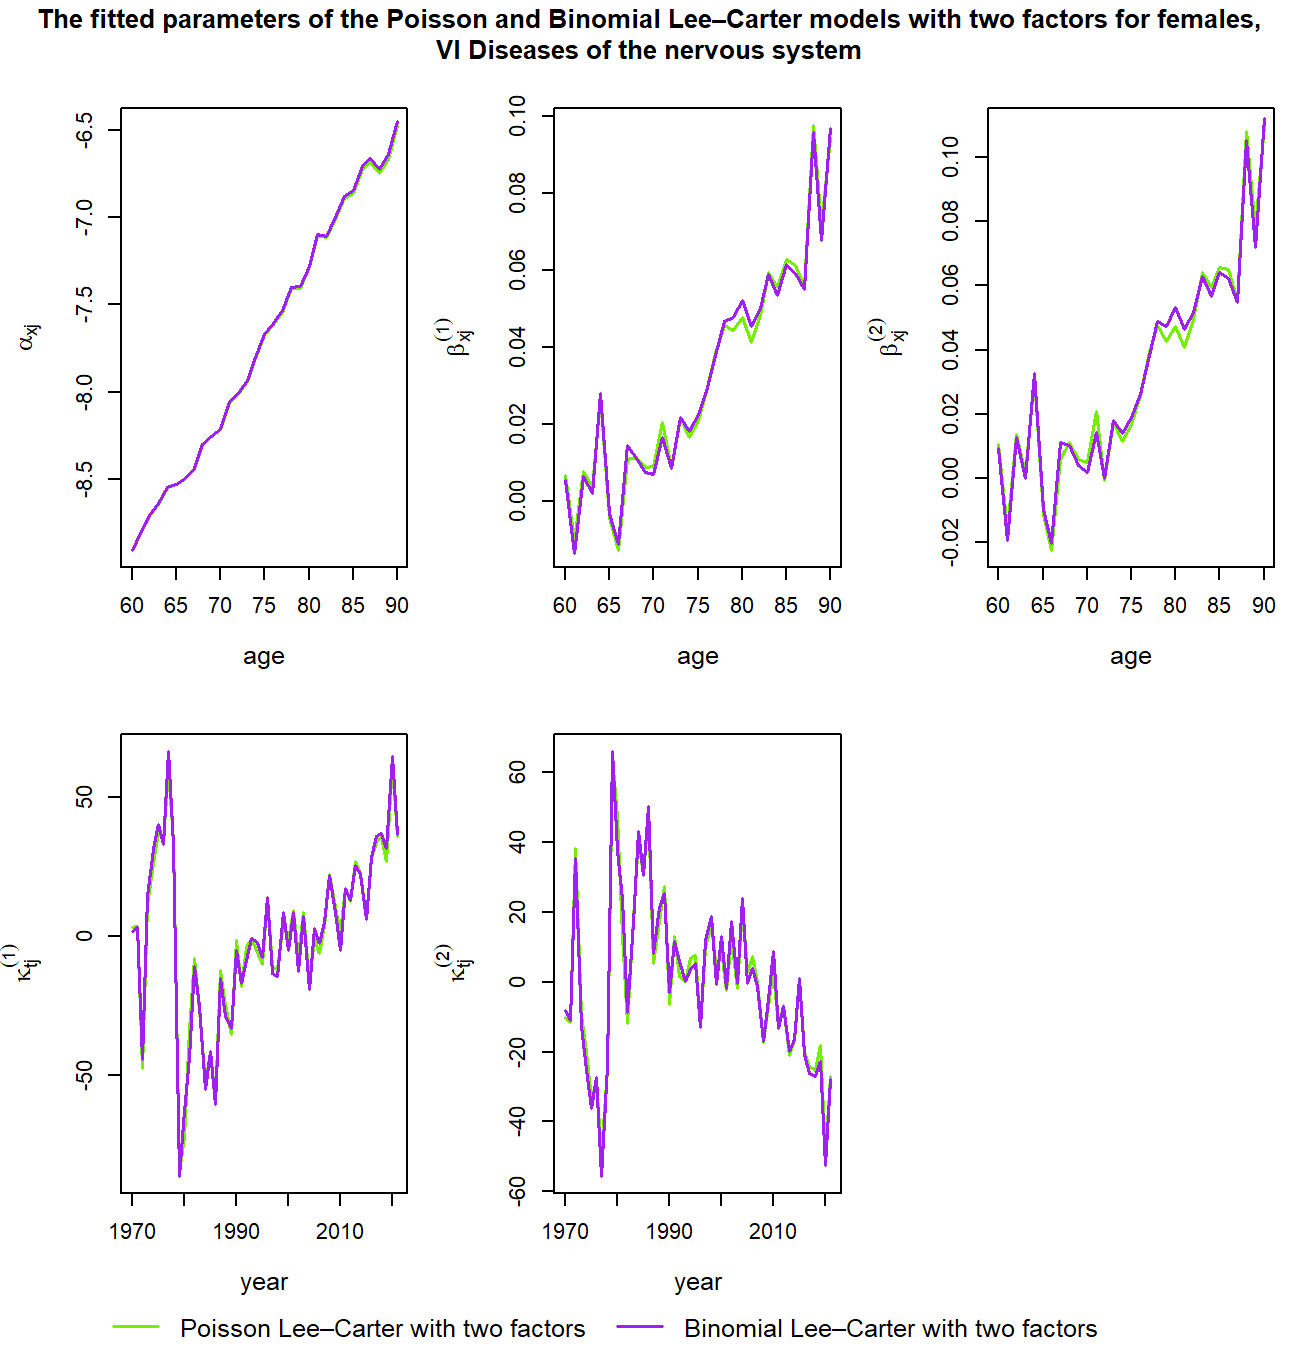 The fitted parameters of the Poisson and Binomial Lee–Carter models with two factors for females,
VI Diseases of the nervous system
αxj
-6.5
-7.0
-7.5
-8.0
-8.5
60 65 70 75 80 85 90
age
βxj(1)
0.10
0.08
0.06
0.04
0.02
0.00
60 65 70 75 80 85 90
age
βxj(2)
0.10
0.08
0.06
0.04
0.02
0.00
-0.02
60 65 70 75 80 85 90
age
κtj(1)
50
0
-50
1970 1990 2010
year
κtj(2)
60
40
20
0
-20
-40
-60
1970 1990 2010
year
Poisson Lee–Carter with two factors Binomial Lee–Carter with two factors